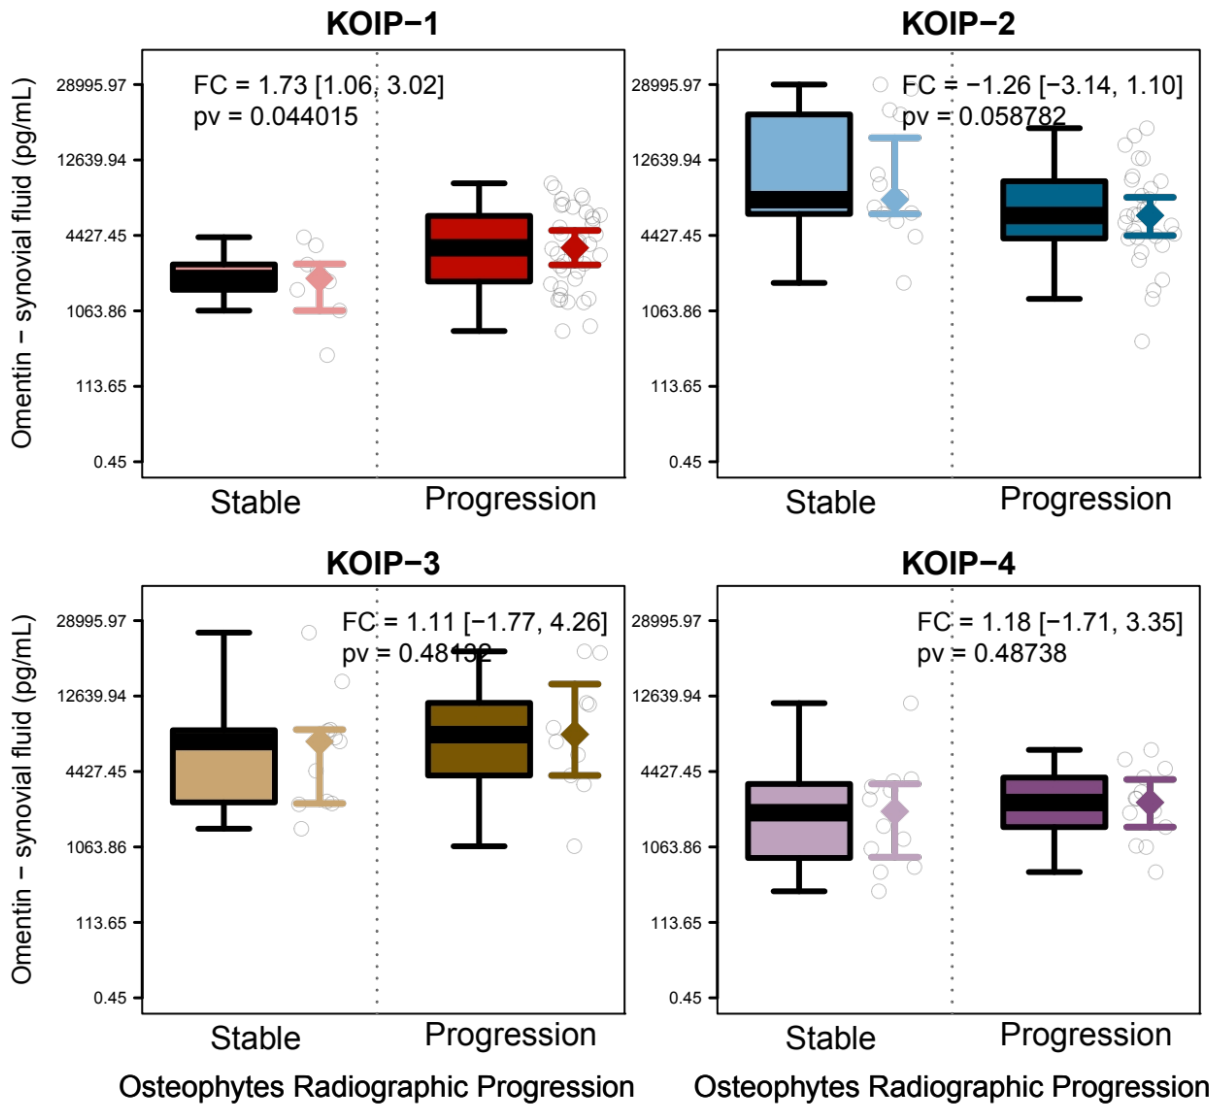 KOIP−1
KOIP−2
Omentin − synovial fluid (pg/mL)
28995.97
12639.94
4427.45
1063.86
113.65
0.45
FC = 1.73 [1.06, 3.02]
pv = 0.044015
Stable
Progression
28995.97
12639.94
4427.45
1063.86
113.65
0.45
FC = −1.26 [−3.14, 1.10]
pv = 0.058782
Stable
Progression
KOIP−3
KOIP−4
Omentin − synovial fluid (pg/mL)
28995.97
12639.94
4427.45
1063.86
113.65
0.45
FC = 1.11 [−1.77, 4.26]
pv = 0.48132
Stable
Progression
Osteophytes Radiographic Progression
28995.97
12639.94
4427.45
1063.86
113.65
0.45
FC = 1.18 [−1.71, 3.35]
pv = 0.48738
Stable
Progression
Osteophytes Radiographic Progression